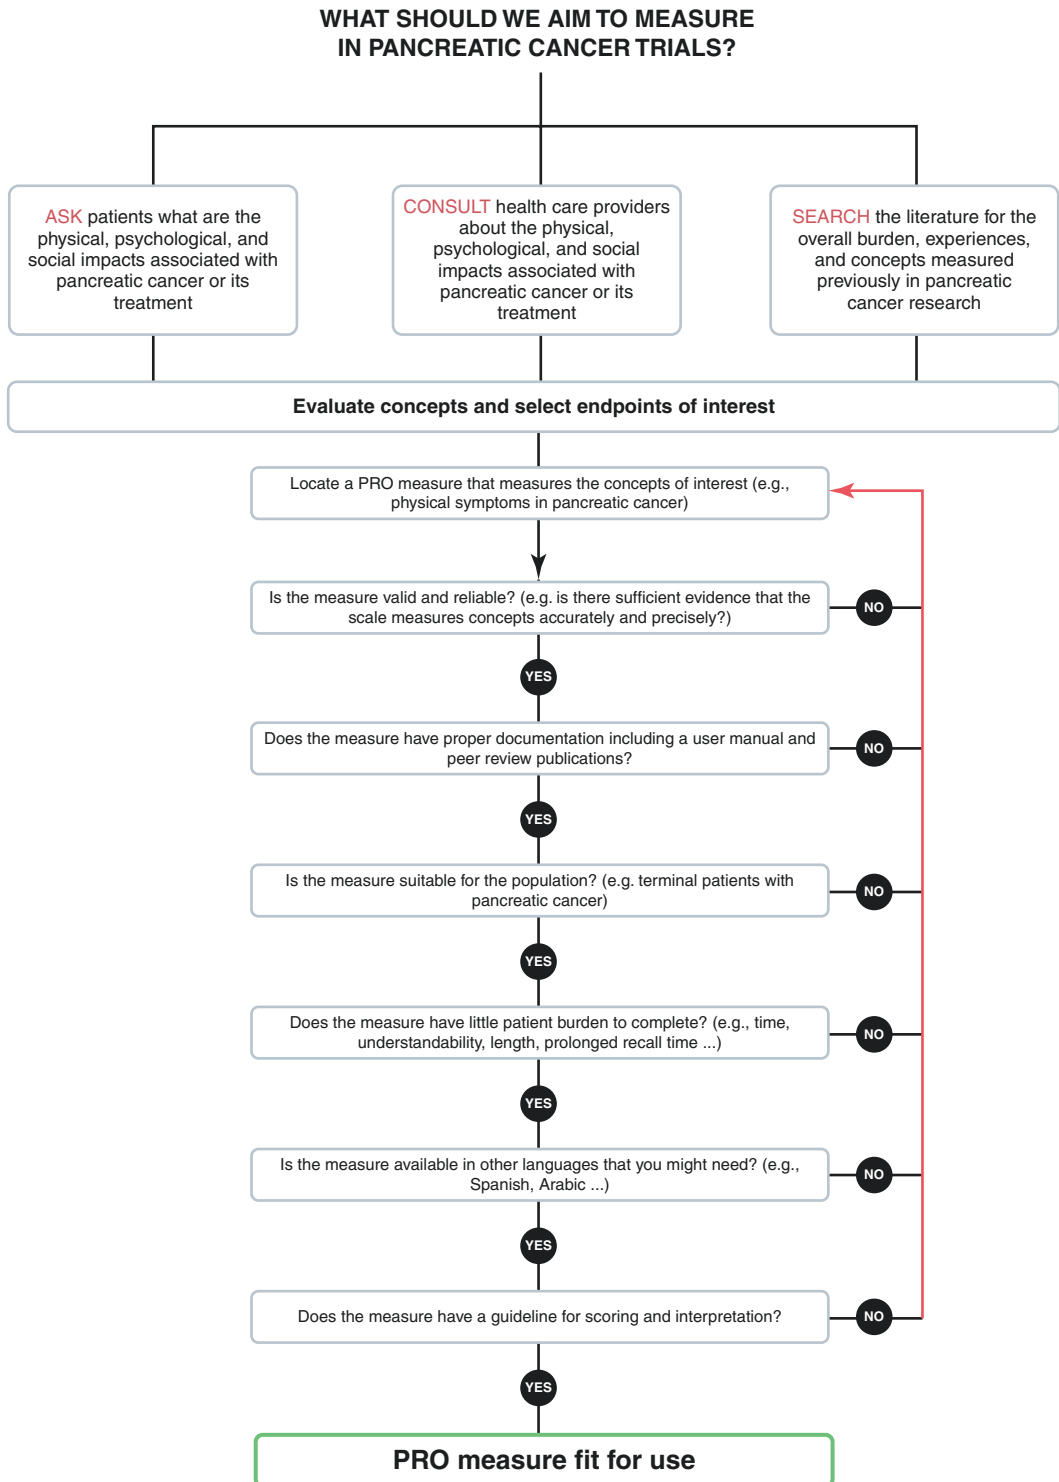 WHAT SHOULD WE AIM TO MEASURE
IN PANCREATIC CANCER TRIALS?
ASK patients what are the
physical, psychological, and
social impacts associated with
pancreatic cancer or its
treatment
CONSULT health care providers
about the physical,
psychological, and social
impacts associated with
pancreatic cancer or its
treatment
SEARCH the literature for the
overall burden, experiences,
and concepts measured
previously in pancreatic
cancer research
Evaluate concepts and select endpoints of interest
Locate a PRO measure that measures the concepts of interest (e.g.,
physical symptoms in pancreatic cancer)
Is the measure valid and reliable? (e.g. is there sufficient evidence that the
scale measures concepts accurately and precisely?)
NO
YES
Does the measure have proper documentation including a user manual and
peer review publications?
NO
YES
Is the measure suitable for the population? (e.g. terminal patients with
pancreatic cancer)
NO
YES
Does the measure have little patient burden to complete? (e.g., time,
understandability, length, prolonged recall time ...)
NO
YES
Is the measure available in other languages that you might need? (e.g.,
Spanish, Arabic ...)
NO
YES
Does the measure have a guideline for scoring and interpretation?
NO
YES
PRO measure fit for use